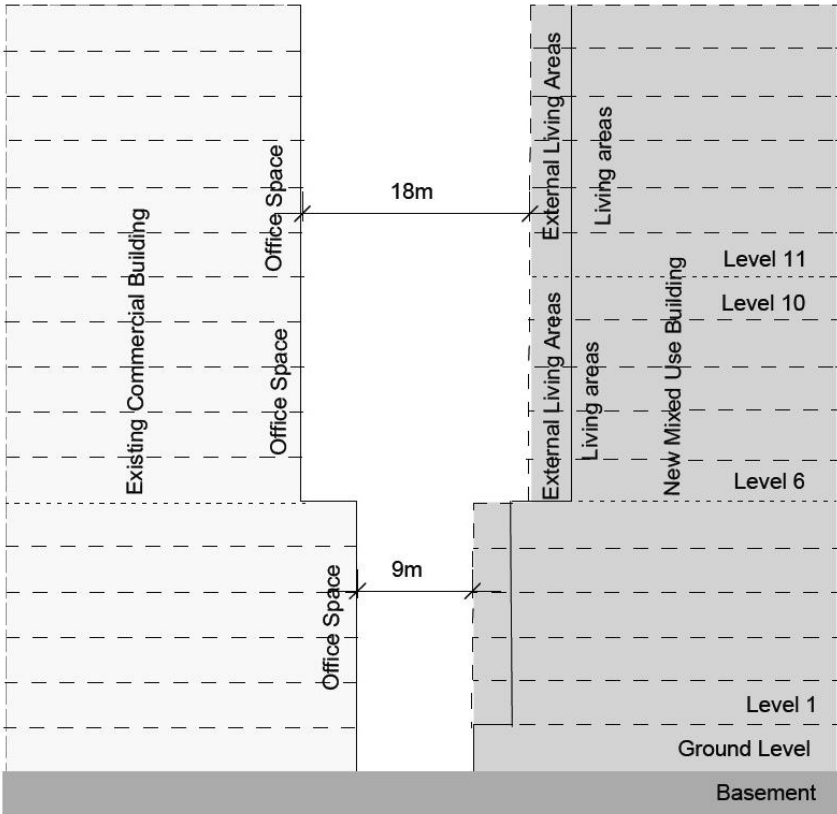 Existing Commercial Building
Office Space
Office Space
Office Space
18m
9m
External Living Areas
Living areas
External Living Areas
Living areas
New Mixed Use Building
Level 11
Level 10
Level 6
Level 1
Ground Level
Basement